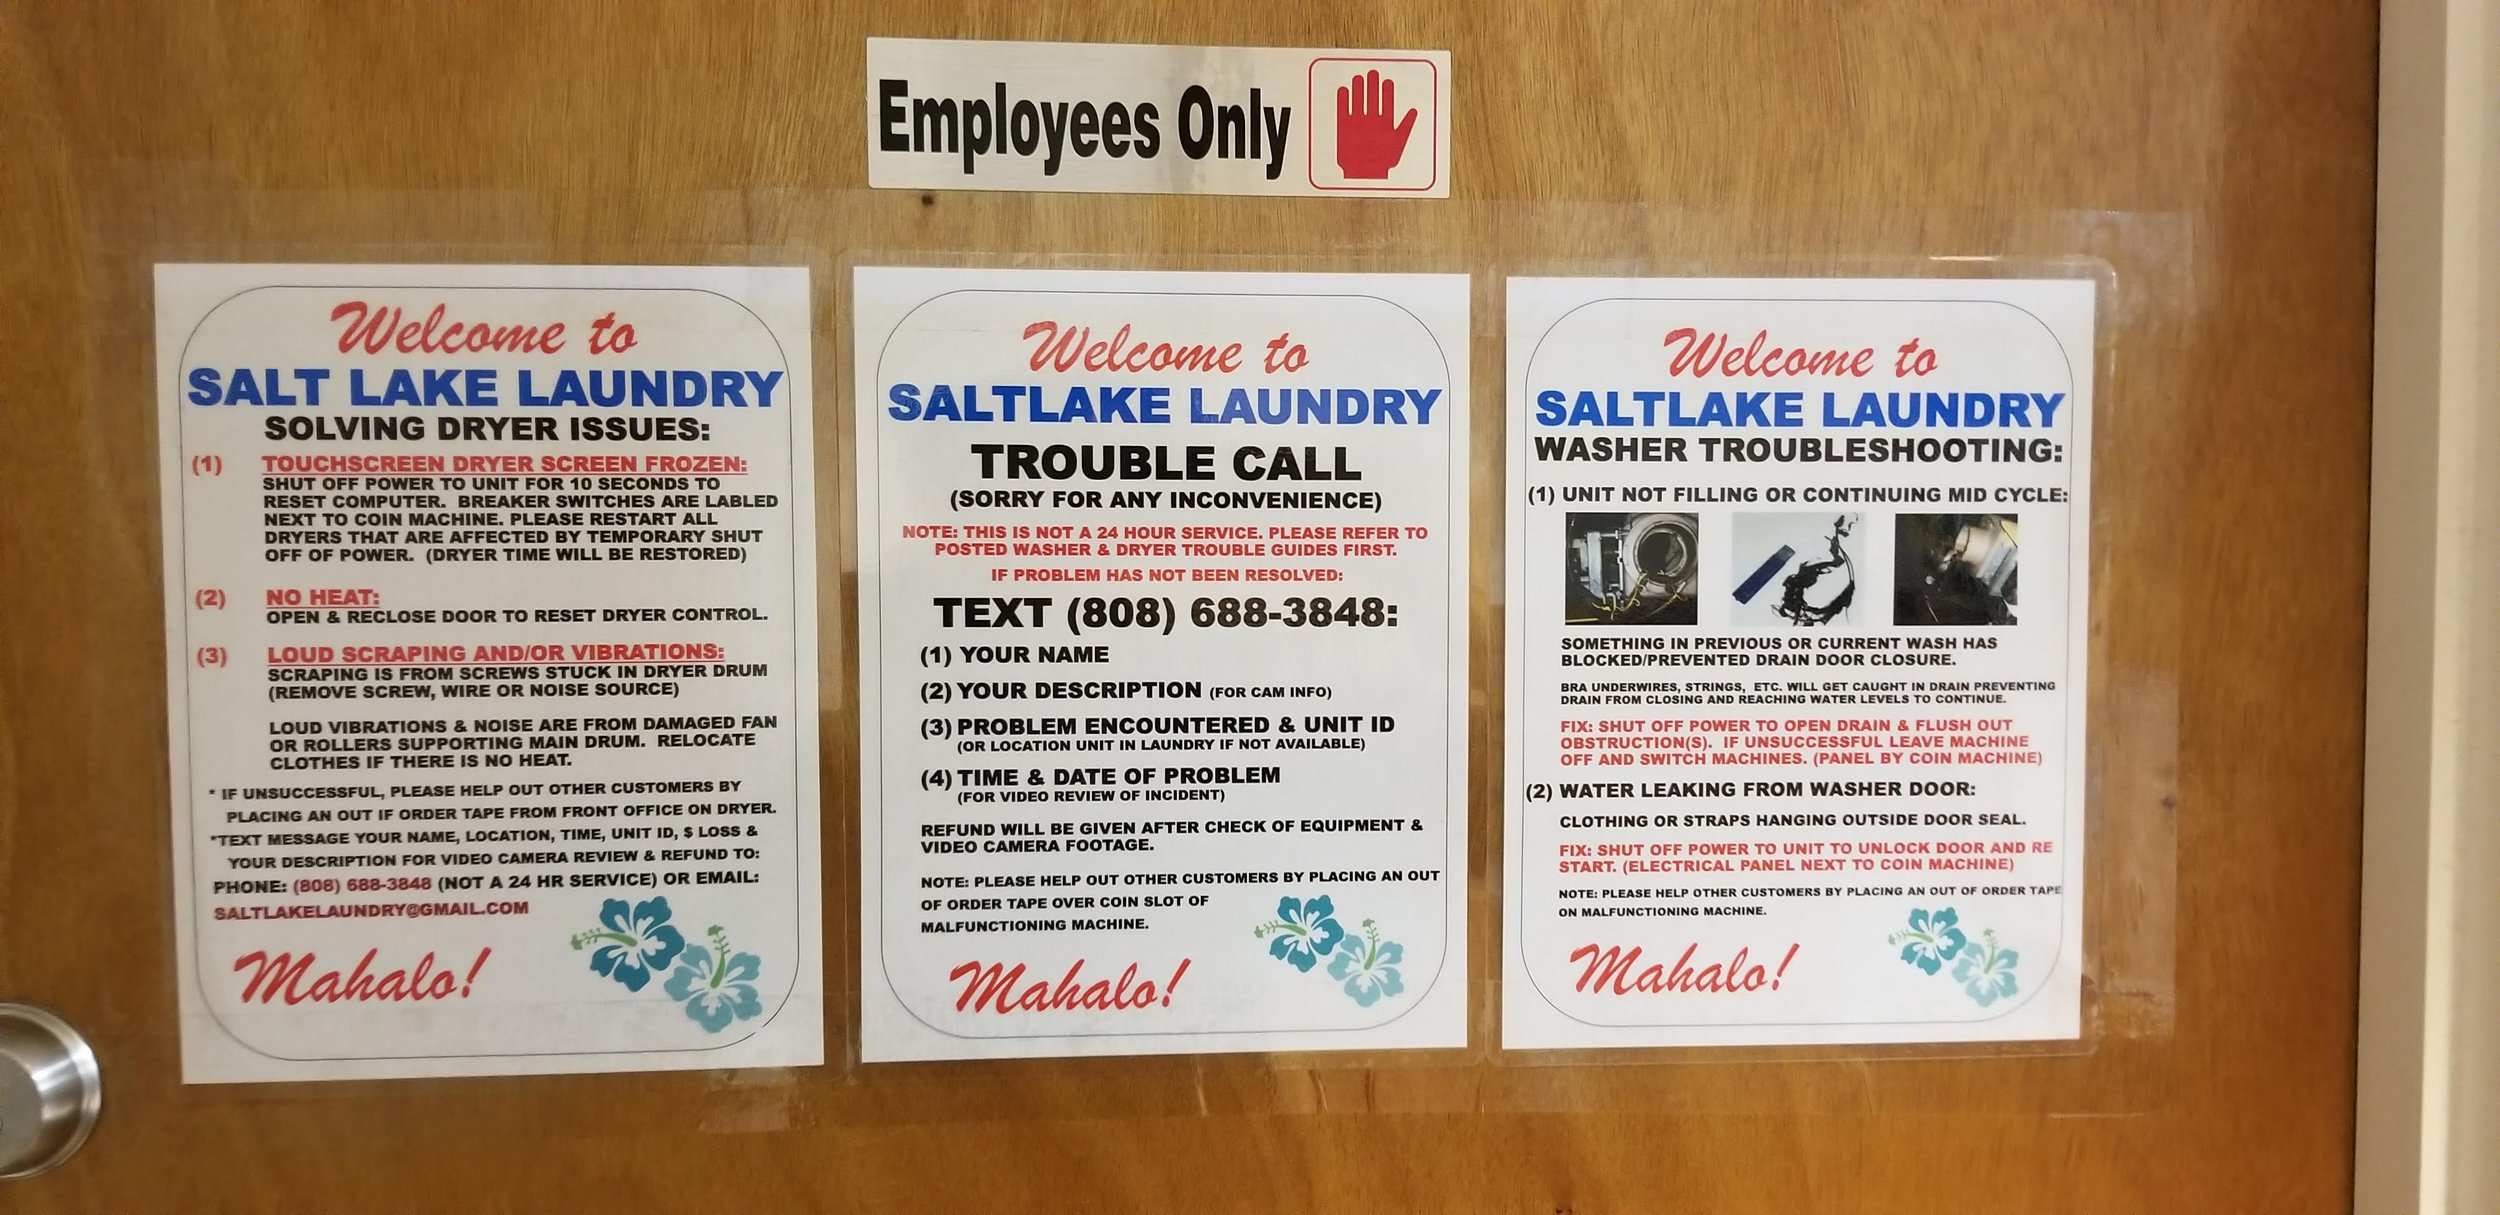 Employees Only
Welcome to
SALT LAKE LAUNDRY
SOLVING DRYER ISSUES:
(1) TOUCHSCREEN DRYER SCREEN FROZEN:
SHUT OFF POWER TO UNIT FOR 10 SECONDS TO
RESET COMPUTER. BREAKER SWITCHES ARE LABLED
NEXT TO COIN MACHINE. PLEASE RESTART ALL
DRYERS THAT ARE AFFECTED BY TEMPORARY SHUT
OFF OF POWER. (DRYER TIME WILL BE RESTORED)
(2) NO HEAT:
OPEN & RECLOSE DOOR TO RESET DRYER CONTROL.
(3) LOUD SCRAPING AND/OR VIBRATIONS:
SCRAPING IS FROM SCREWS STUCK IN DRYER DRUM
(REMOVE SCREW, WIRE OR NOISE SOURCE)
LOUD VIBRATIONS & NOISE ARE FROM DAMAGED FAN
OR ROLLERS SUPPORTING MAIN DRUM. RELOCATE
CLOTHES IF THERE IS NO HEAT.
* IF UNSUCCESSFUL, PLEASE HELP OUT OTHER CUSTOMERS BY
PLACING AN OUT IF ORDER TAPE FROM FRONT OFFICE ON DRYER.
*TEXT MESSAGE YOUR NAME, LOCATION, TIME, UNIT ID, $ LOSS &
YOUR DESCRIPTION FOR VIDEO CAMERA REVIEW & REFUND TO:
PHONE: (808) 688-3848 (NOT A 24 HR SERVICE) OR EMAIL:
SALTLAKELAUNDRY@GMAIL.COM
Mahalo!
Welcome to
SALTLAKE LAUNDRY
TROUBLE CALL
(SORRY FOR ANY INCONVENIENCE)
NOTE: THIS IS NOT A 24 HOUR SERVICE. PLEASE REFER TO
POSTED WASHER & DRYER TROUBLE GUIDES FIRST.
IF PROBLEM HAS NOT BEEN RESOLVED:
TEXT (808) 688-3848:
(1) YOUR NAME
(2) YOUR DESCRIPTION (FOR CAM INFO)
(3) PROBLEM ENCOUNTERED & UNIT ID
(OR LOCATION UNIT IN LAUNDRY IF NOT AVAILABLE)
(4) TIME & DATE OF PROBLEM
(FOR VIDEO REVIEW OF INCIDENT)
REFUND WILL BE GIVEN AFTER CHECK OF EQUIPMENT &
VIDEO CAMERA FOOTAGE.
NOTE: PLEASE HELP OUT OTHER CUSTOMERS BY PLACING AN OUT
OF ORDER TAPE OVER COIN SLOT OF
MALFUNCTIONING MACHINE.
Mahalo!
Welcome to
SALTLAKE LAUNDRY
WASHER TROUBLESHOOTING:
(1) UNIT NOT FILLING OR CONTINUING MID CYCLE:
SOMETHING IN PREVIOUS OR CURRENT WASH HAS
BLOCKED/PREVENTED DRAIN DOOR CLOSURE.
BRA UNDERWIRES, STRINGS, ETC. WILL GET CAUGHT IN DRAIN PREVENTING
DRAIN FROM CLOSING AND REACHING WATER LEVELS TO CONTINUE.
FIX: SHUT OFF POWER TO OPEN DRAIN & FLUSH OUT
OBSTRUCTION(S). IF UNSUCCESSFUL LEAVE MACHINE
OFF AND SWITCH MACHINES. (PANEL BY COIN MACHINE)
(2) WATER LEAKING FROM WASHER DOOR:
CLOTHING OR STRAPS HANGING OUTSIDE DOOR SEAL.
FIX: SHUT OFF POWER TO UNIT TO UNLOCK DOOR AND RE
START. (ELECTRICAL PANEL NEXT TO COIN MACHINE)
NOTE: PLEASE HELP OTHER CUSTOMERS BY PLACING AN OUT OF ORDER TAPE
ON MALFUNCTIONING MACHINE.
Mahalo!